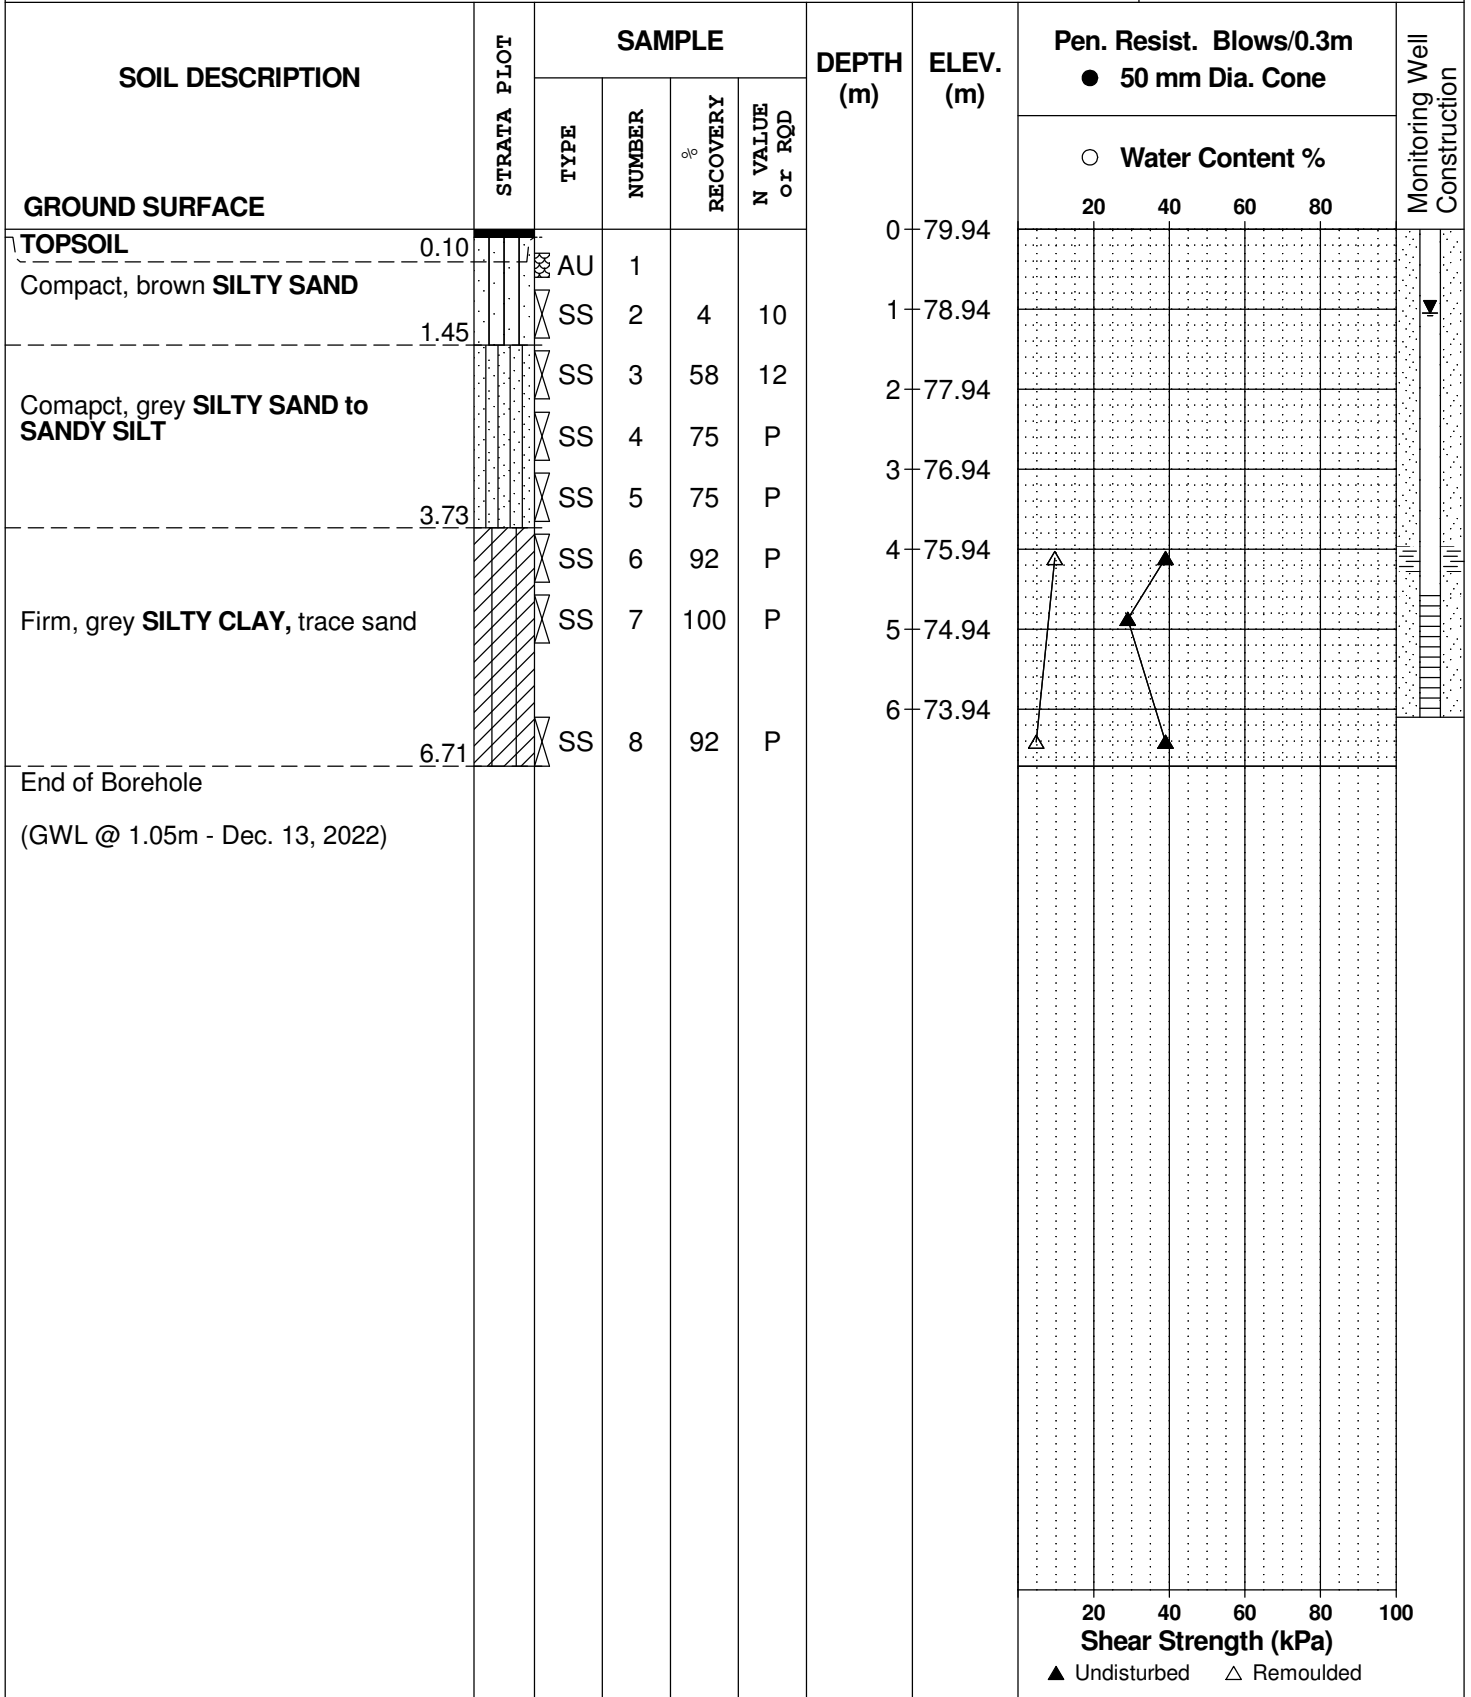 SOIL DESCRIPTION
GROUND SURFACE
STRATA PLOT
SAMPLE
TYPE
NUMBER
%
RECOVERY
N VALUE
or RQD
DEPTH
(m)
ELEV.
(m)
Pen. Resist. Blows/0.3m
● 50 mm Dia. Cone
○ Water Content %
20 40 60 80
Monitoring Well
Construction
0 79.94
TOPSOIL 0.10
AU 1
Compact, brown SILTY SAND
1 78.94
SS 2 4 10
1.45
SS 3 58 12
2 77.94
Comapct, grey SILTY SAND to
SANDY SILT
SS 4 75 P
3 76.94
SS 5 75 P
3.73
4 75.94
SS 6 92 P
Firm, grey SILTY CLAY, trace sand
SS 7 100 P
5 74.94
6 73.94
SS 8 92 P
6.71
End of Borehole
(GWL @ 1.05m - Dec. 13, 2022)
20 40 60 80 100
Shear Strength (kPa)
▲ Undisturbed △ Remoulded